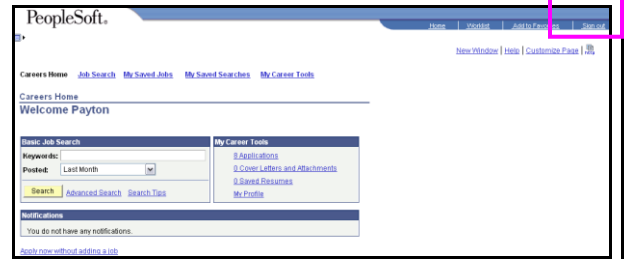 PeopleSoft.
Home | Worklist | Add to Favorites | Sign out
New Window | Help | Customize Page |
Careers Home Job Search My Saved Jobs My Saved Searches My Career Tools
Careers Home
Welcome Payton
Basic Job Search
Keywords:
Posted: Last Month
Search Advanced Search Search Tips
My Career Tools
0 Applications
0 Cover Letters and Attachments
0 Saved Resumes
My Profile
Notifications
You do not have any notifications.
Apply now without adding a job